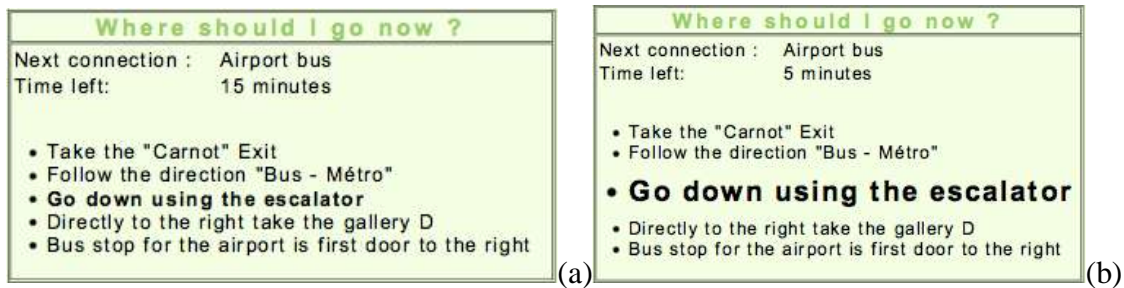 Where should I go now ?
Next connection : Airport bus
Time left: 15 minutes
• Take the "Carnot" Exit
• Follow the direction "Bus - Métro"
• Go down using the escalator
• Directly to the right take the gallery D
• Bus stop for the airport is first door to the right
(a)
Where should I go now ?
Next connection : Airport bus
Time left: 5 minutes
• Take the "Carnot" Exit
• Follow the direction "Bus - Métro"
• Go down using the escalator
• Directly to the right take the gallery D
• Bus stop for the airport is first door to the right
(b)